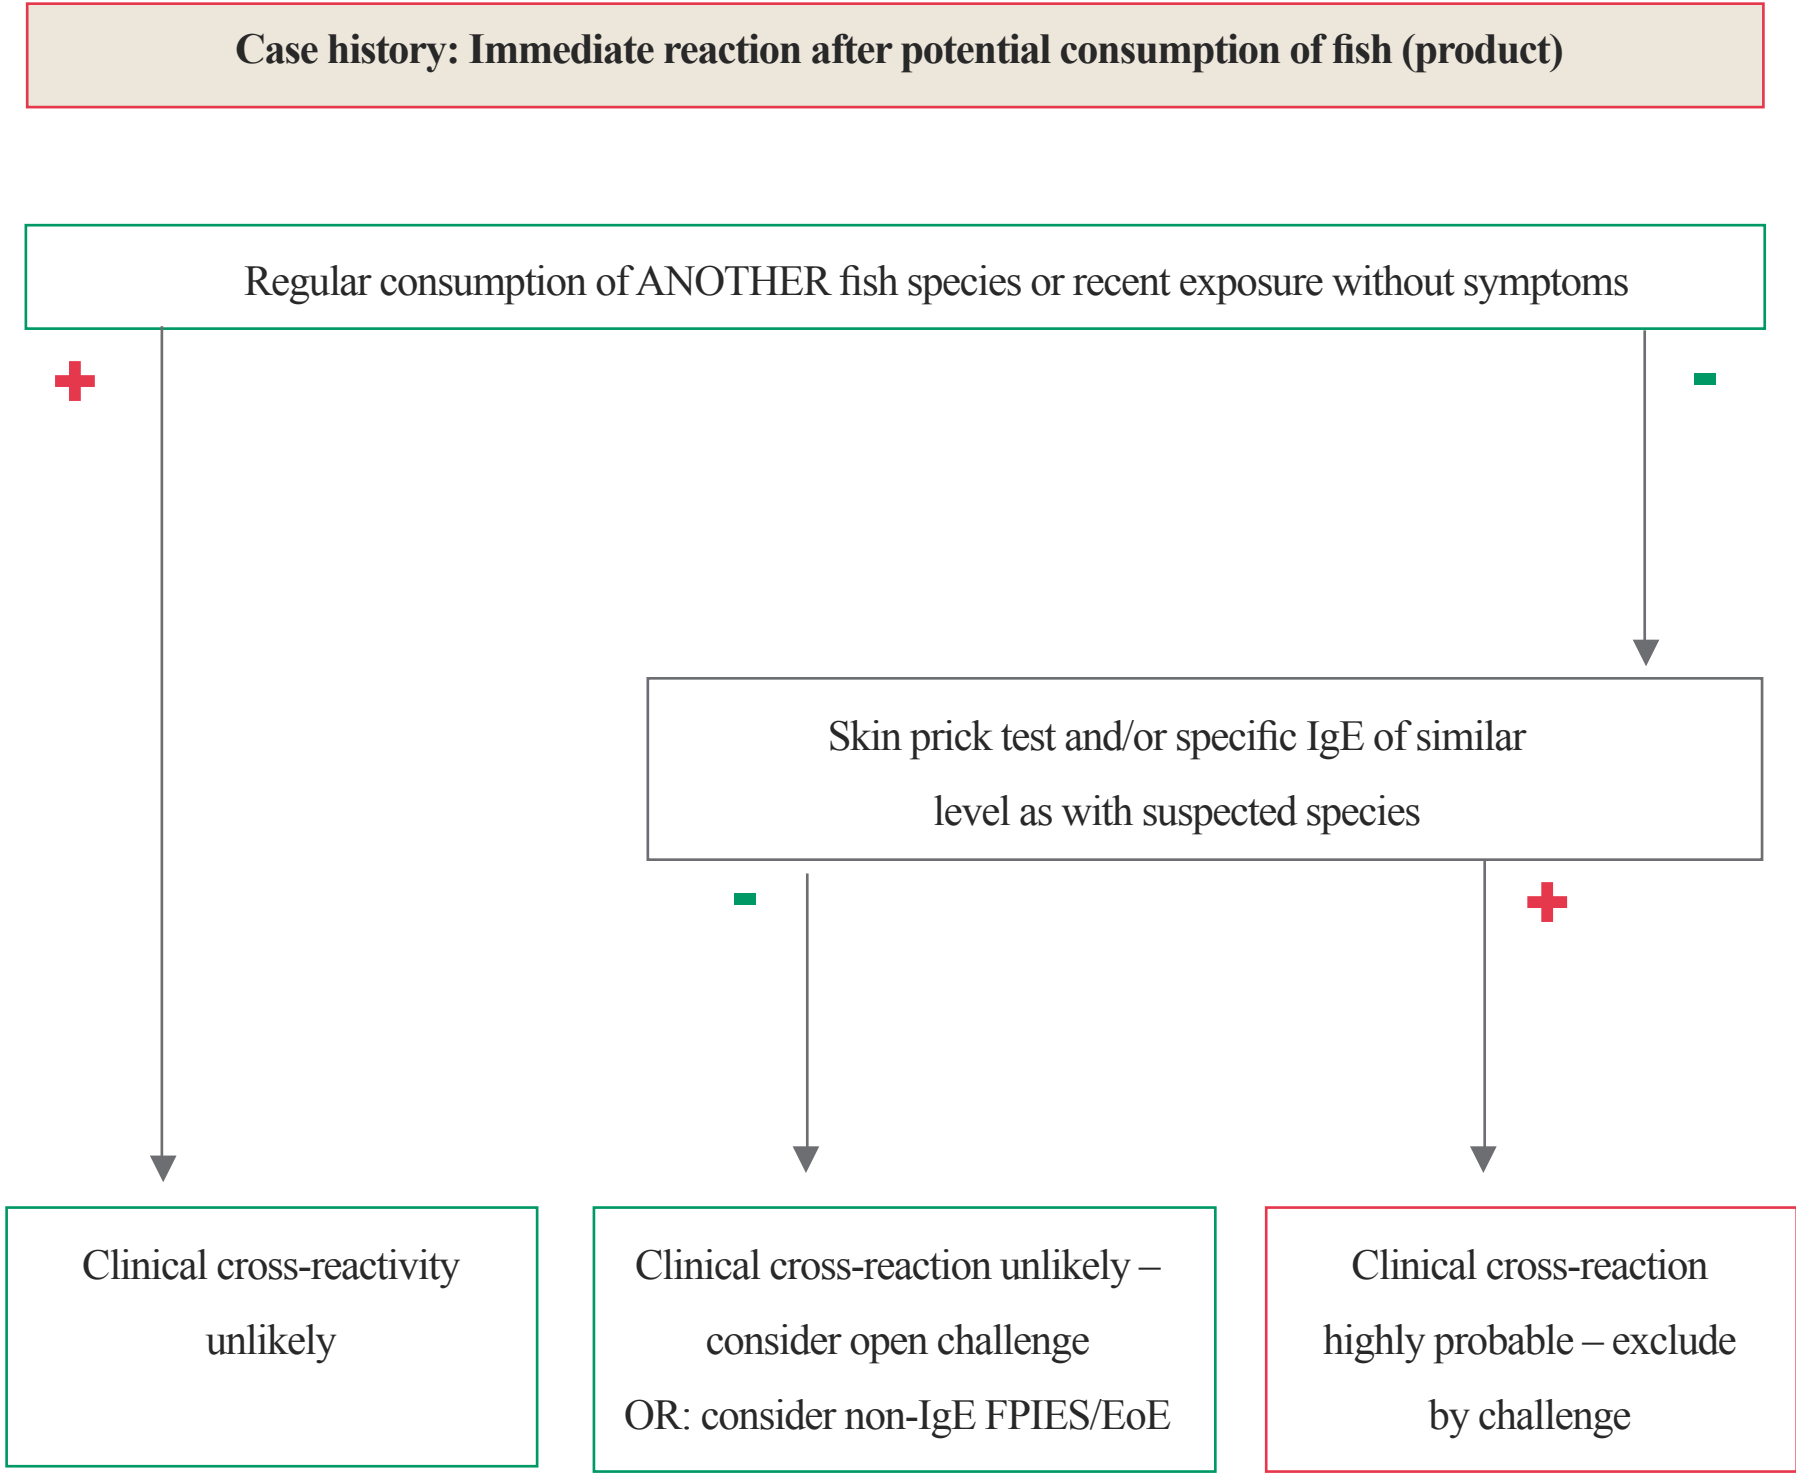 Case history: Immediate reaction after potential consumption of fish (product)
Regular consumption of ANOTHER fish species or recent exposure without symptoms
+
-
Skin prick test and/or specific IgE of similar
level as with suspected species
-
+
Clinical cross-reactivity
unlikely
Clinical cross-reaction unlikely –
consider open challenge
OR: consider non-IgE FPIES/EoE
Clinical cross-reaction
highly probable – exclude
by challenge